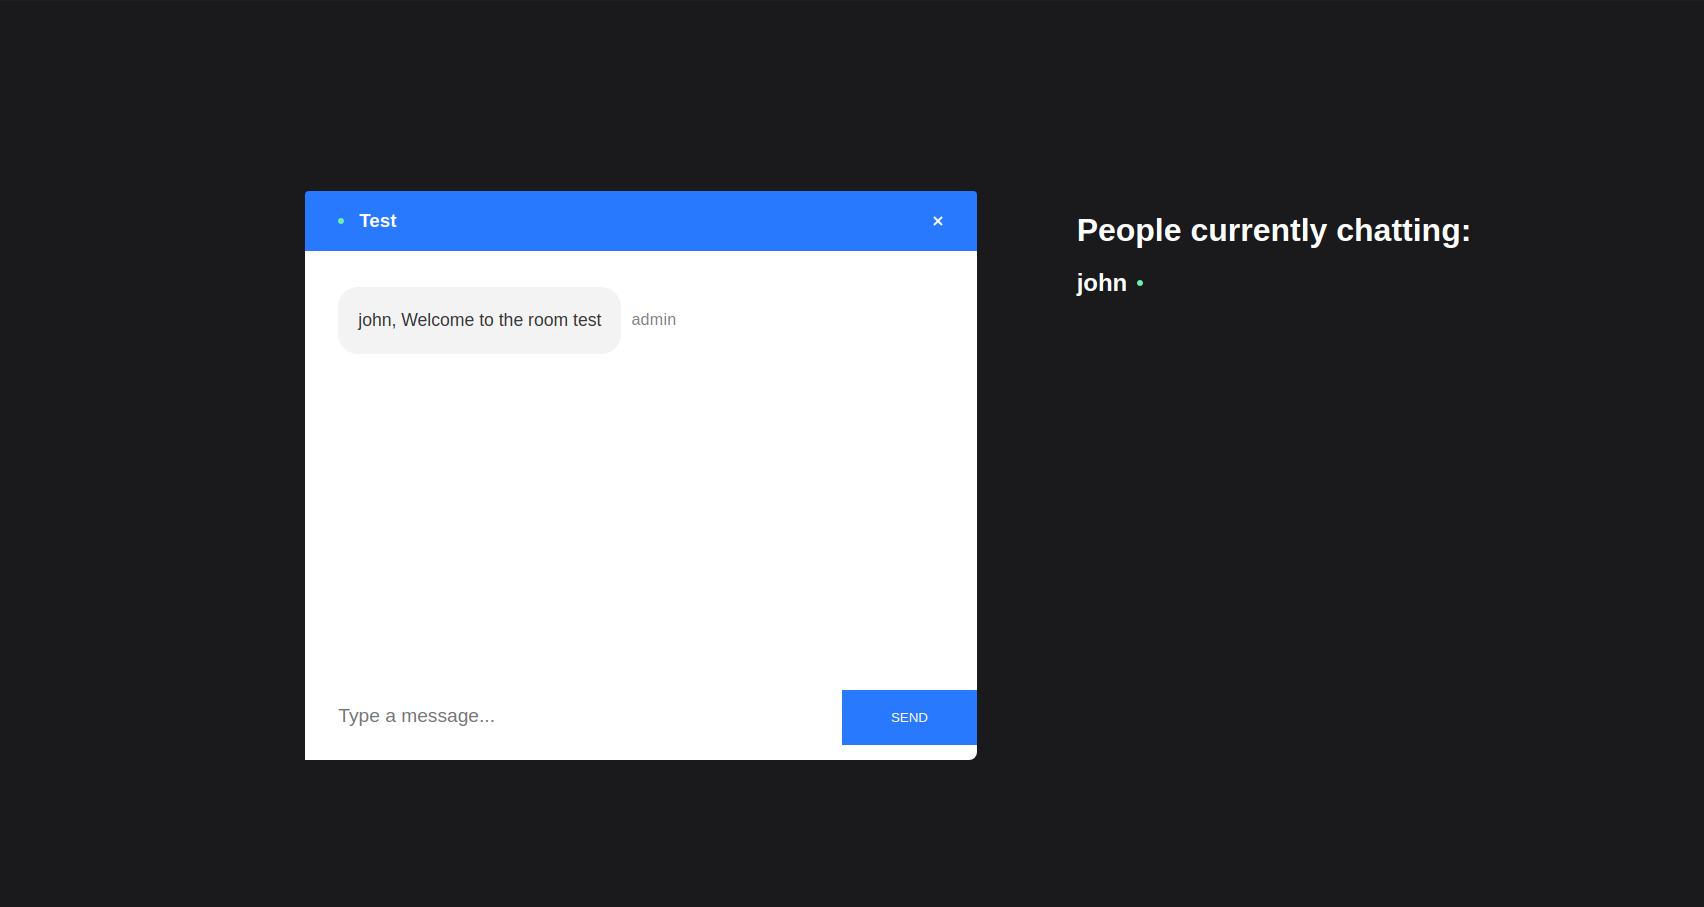 Test
john, Welcome to the room test
admin
Type a message...
SEND
People currently chatting:
john